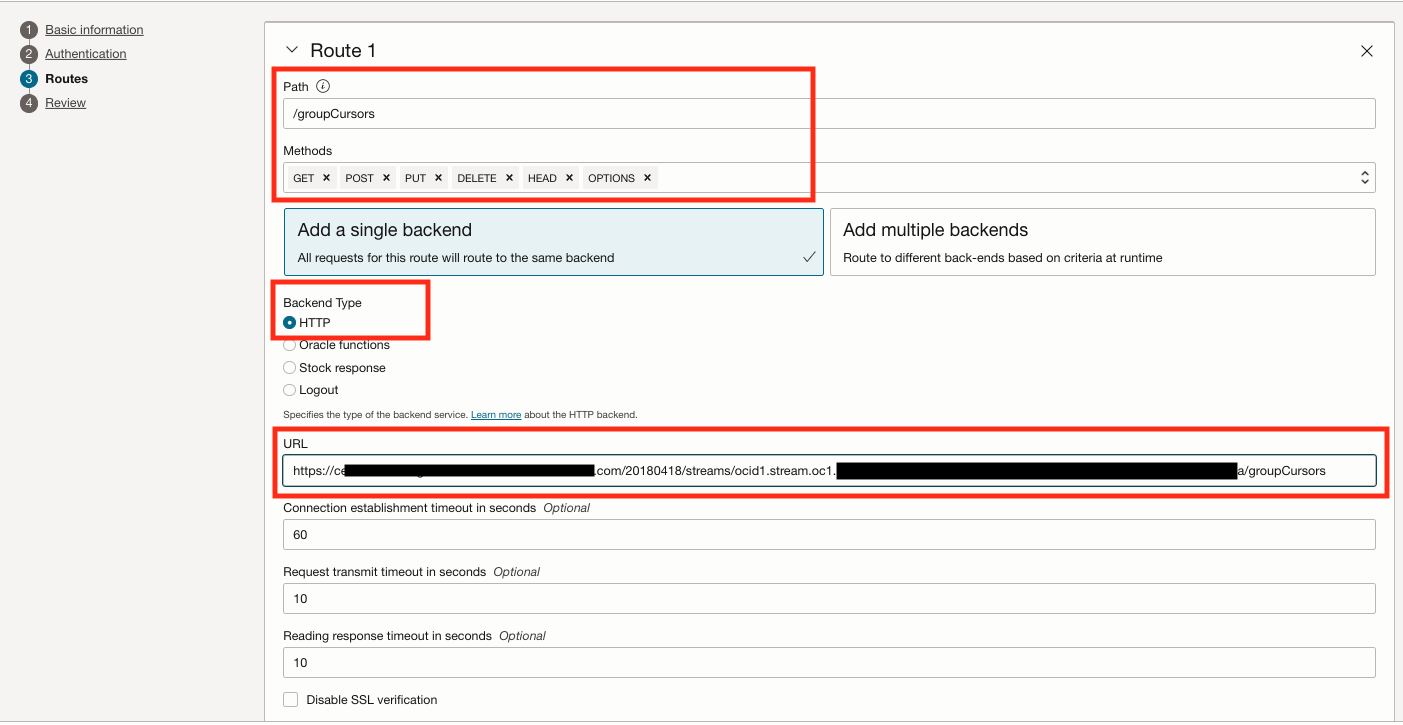 1 Basic information
2 Authentication
3 Routes
4 Review
Route 1
Path i
/groupCursors
Methods
GET × POST × PUT × DELETE × HEAD × OPTIONS ×
Add a single backend
All requests for this route will route to the same backend
Add multiple backends
Route to different back-ends based on criteria at runtime
Backend Type
HTTP
Oracle functions
Stock response
Logout
Specifies the type of the backend service. Learn more about the HTTP backend.
URL
https://ce .com/20180418/streams/ocid1.stream.oc1. a/groupCursors
Connection establishment timeout in seconds Optional
60
Request transmit timeout in seconds Optional
10
Reading response timeout in seconds Optional
10
Disable SSL verification